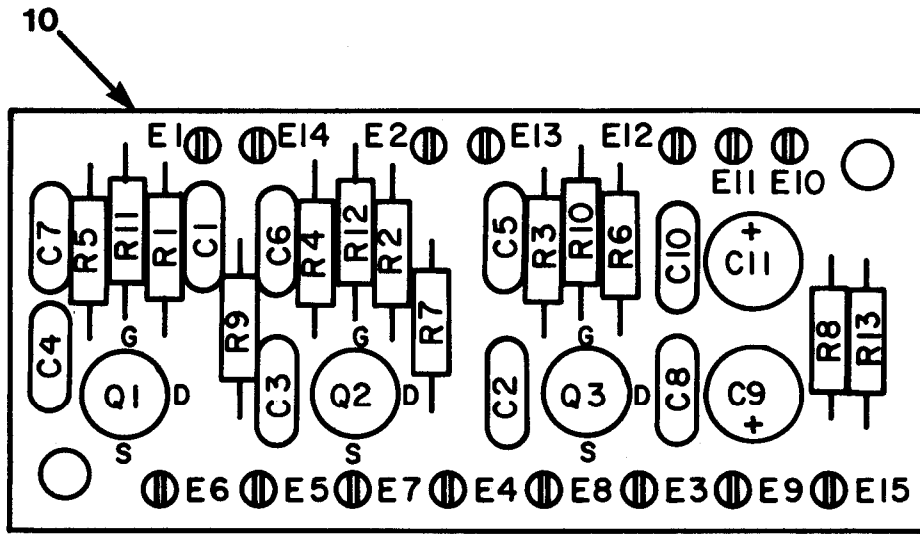 10
E1 E14 E2 E13 E12
E11 E10
C7 R5 R11 R1 C1 C6 R4 R12 R2 C5 R3 R10 R6 C10 + C11
C4 R9 R7 R8 R13
G G G
Q1 D C3 Q2 D C2 Q3 D C8 C9 +
S S S
E6 E5 E7 E4 E8 E3 E9 E15